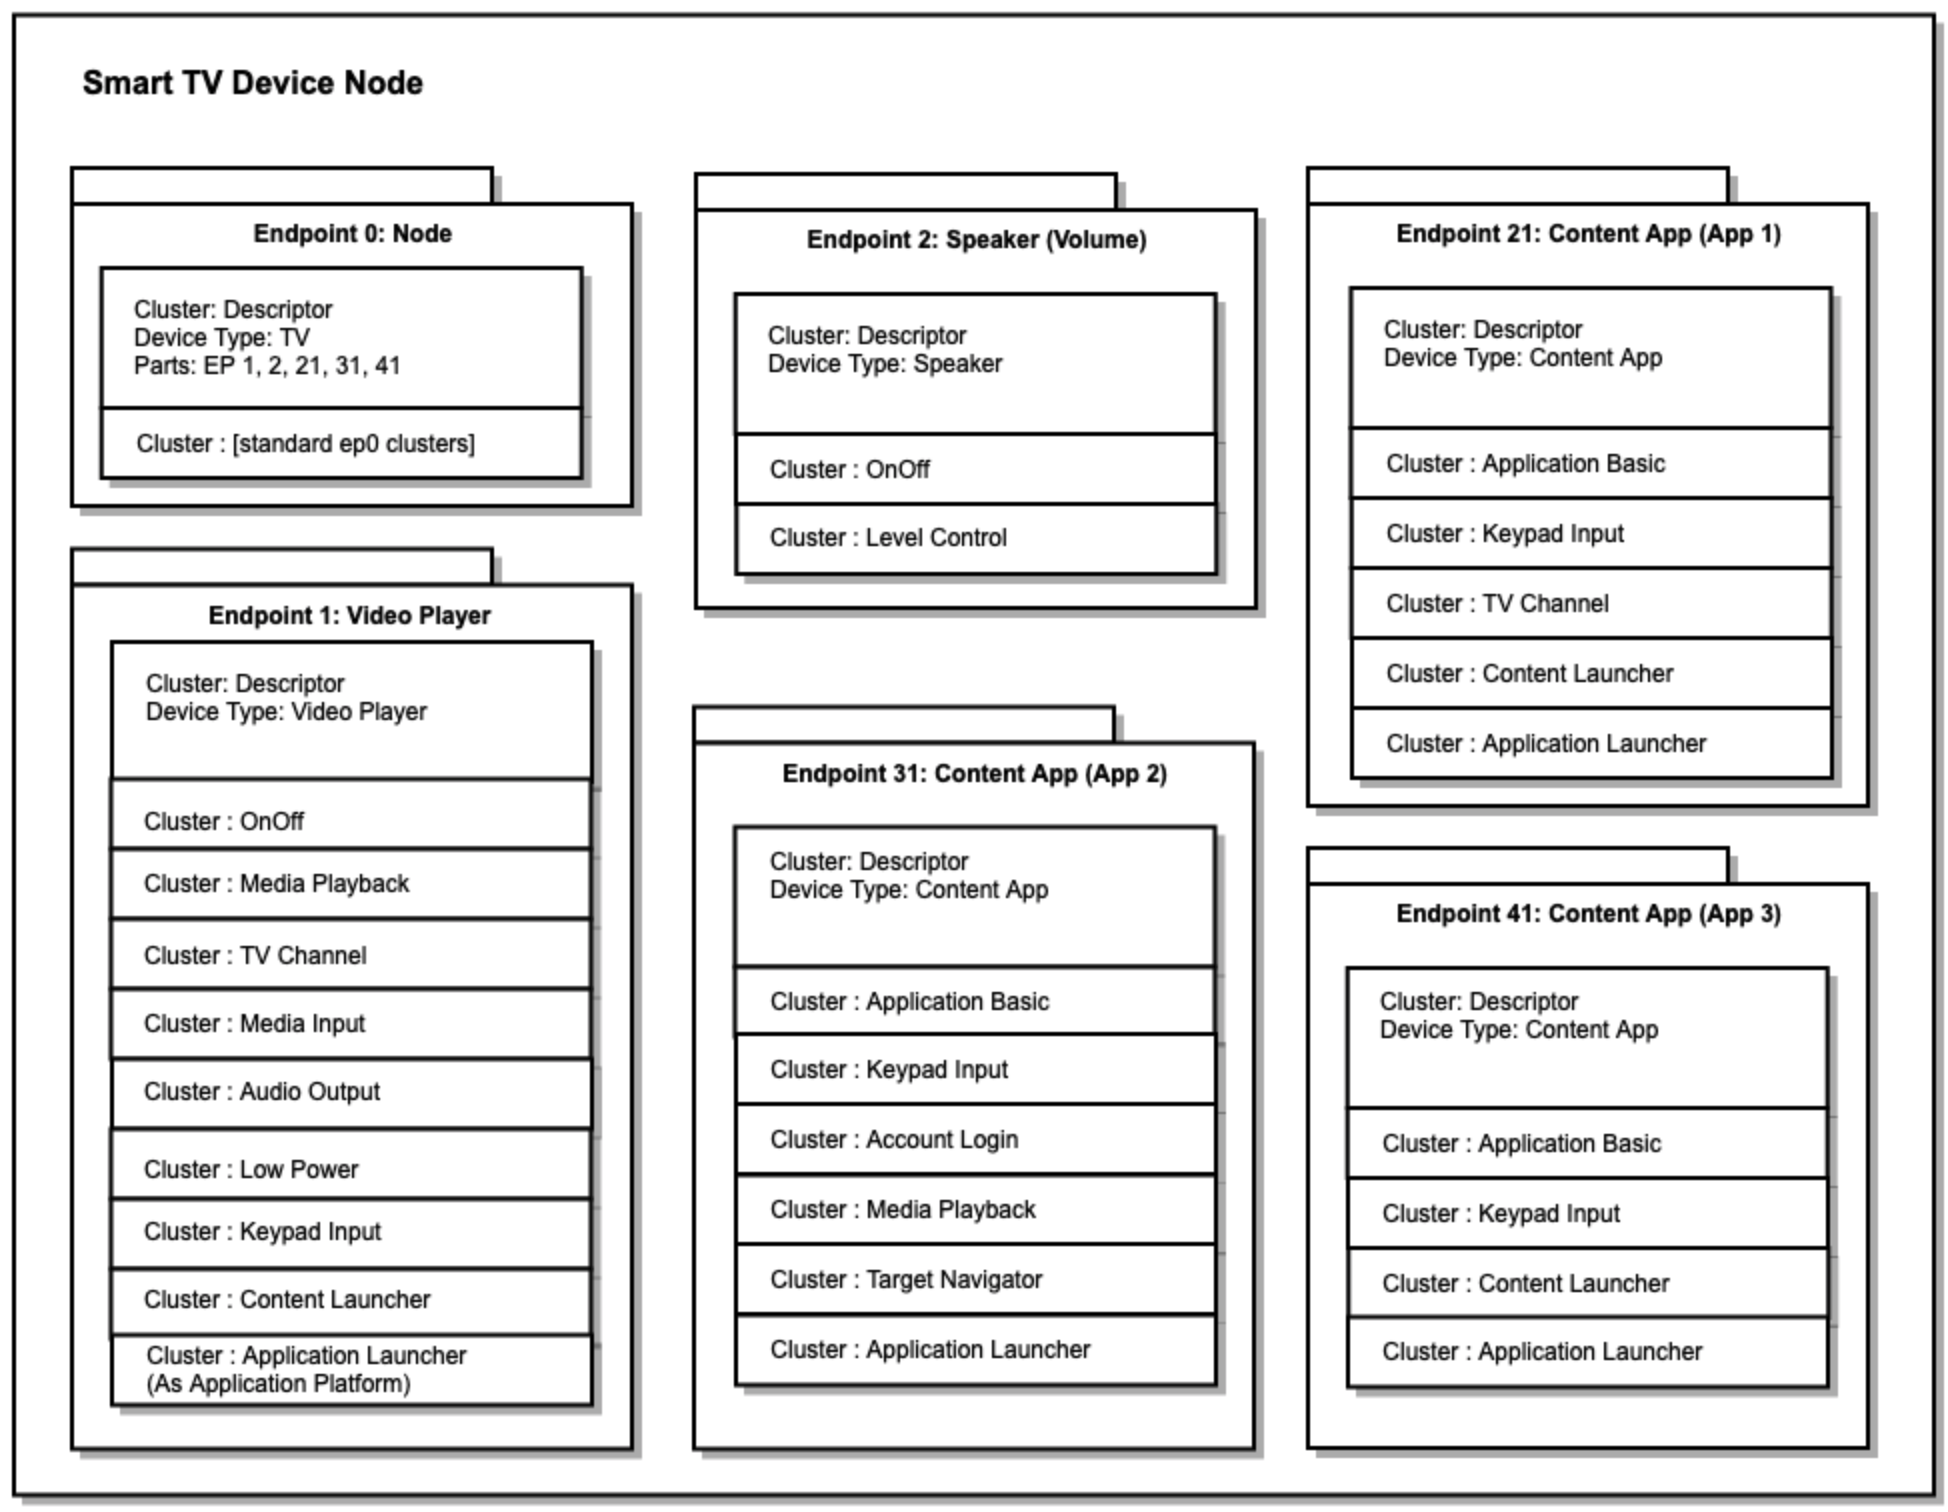 Smart TV Device Node
Endpoint 0: Node
Cluster: Descriptor
Device Type: TV
Parts: EP 1, 2, 21, 31, 41
Cluster : [standard ep0 clusters]
Endpoint 1: Video Player
Cluster: Descriptor
Device Type: Video Player
Cluster : OnOff
Cluster : Media Playback
Cluster : TV Channel
Cluster : Media Input
Cluster : Audio Output
Cluster : Low Power
Cluster : Keypad Input
Cluster : Content Launcher
Cluster : Application Launcher
(As Application Platform)
Endpoint 2: Speaker (Volume)
Cluster: Descriptor
Device Type: Speaker
Cluster : OnOff
Cluster : Level Control
Endpoint 31: Content App (App 2)
Cluster: Descriptor
Device Type: Content App
Cluster : Application Basic
Cluster : Keypad Input
Cluster : Account Login
Cluster : Media Playback
Cluster : Target Navigator
Cluster : Application Launcher
Endpoint 21: Content App (App 1)
Cluster: Descriptor
Device Type: Content App
Cluster : Application Basic
Cluster : Keypad Input
Cluster : TV Channel
Cluster : Content Launcher
Cluster : Application Launcher
Endpoint 41: Content App (App 3)
Cluster: Descriptor
Device Type: Content App
Cluster : Application Basic
Cluster : Keypad Input
Cluster : Content Launcher
Cluster : Application Launcher